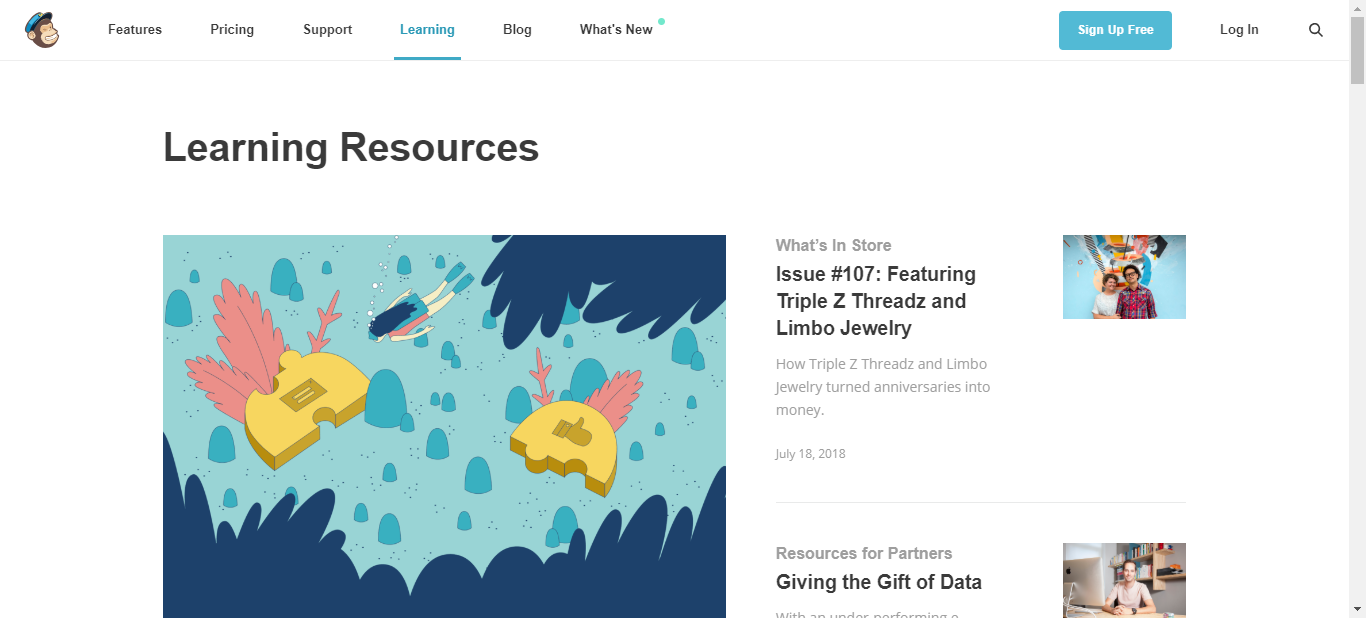 Features
Pricing
Support
Learning
Blog
What's New
Sign Up Free
Log In
Learning Resources
What’s In Store
Issue #107: Featuring
Triple Z Threadz and
Limbo Jewelry
How Triple Z Threadz and Limbo
Jewelry turned anniversaries into
money.
July 18, 2018
Resources for Partners
Giving the Gift of Data
With an under-performing e-